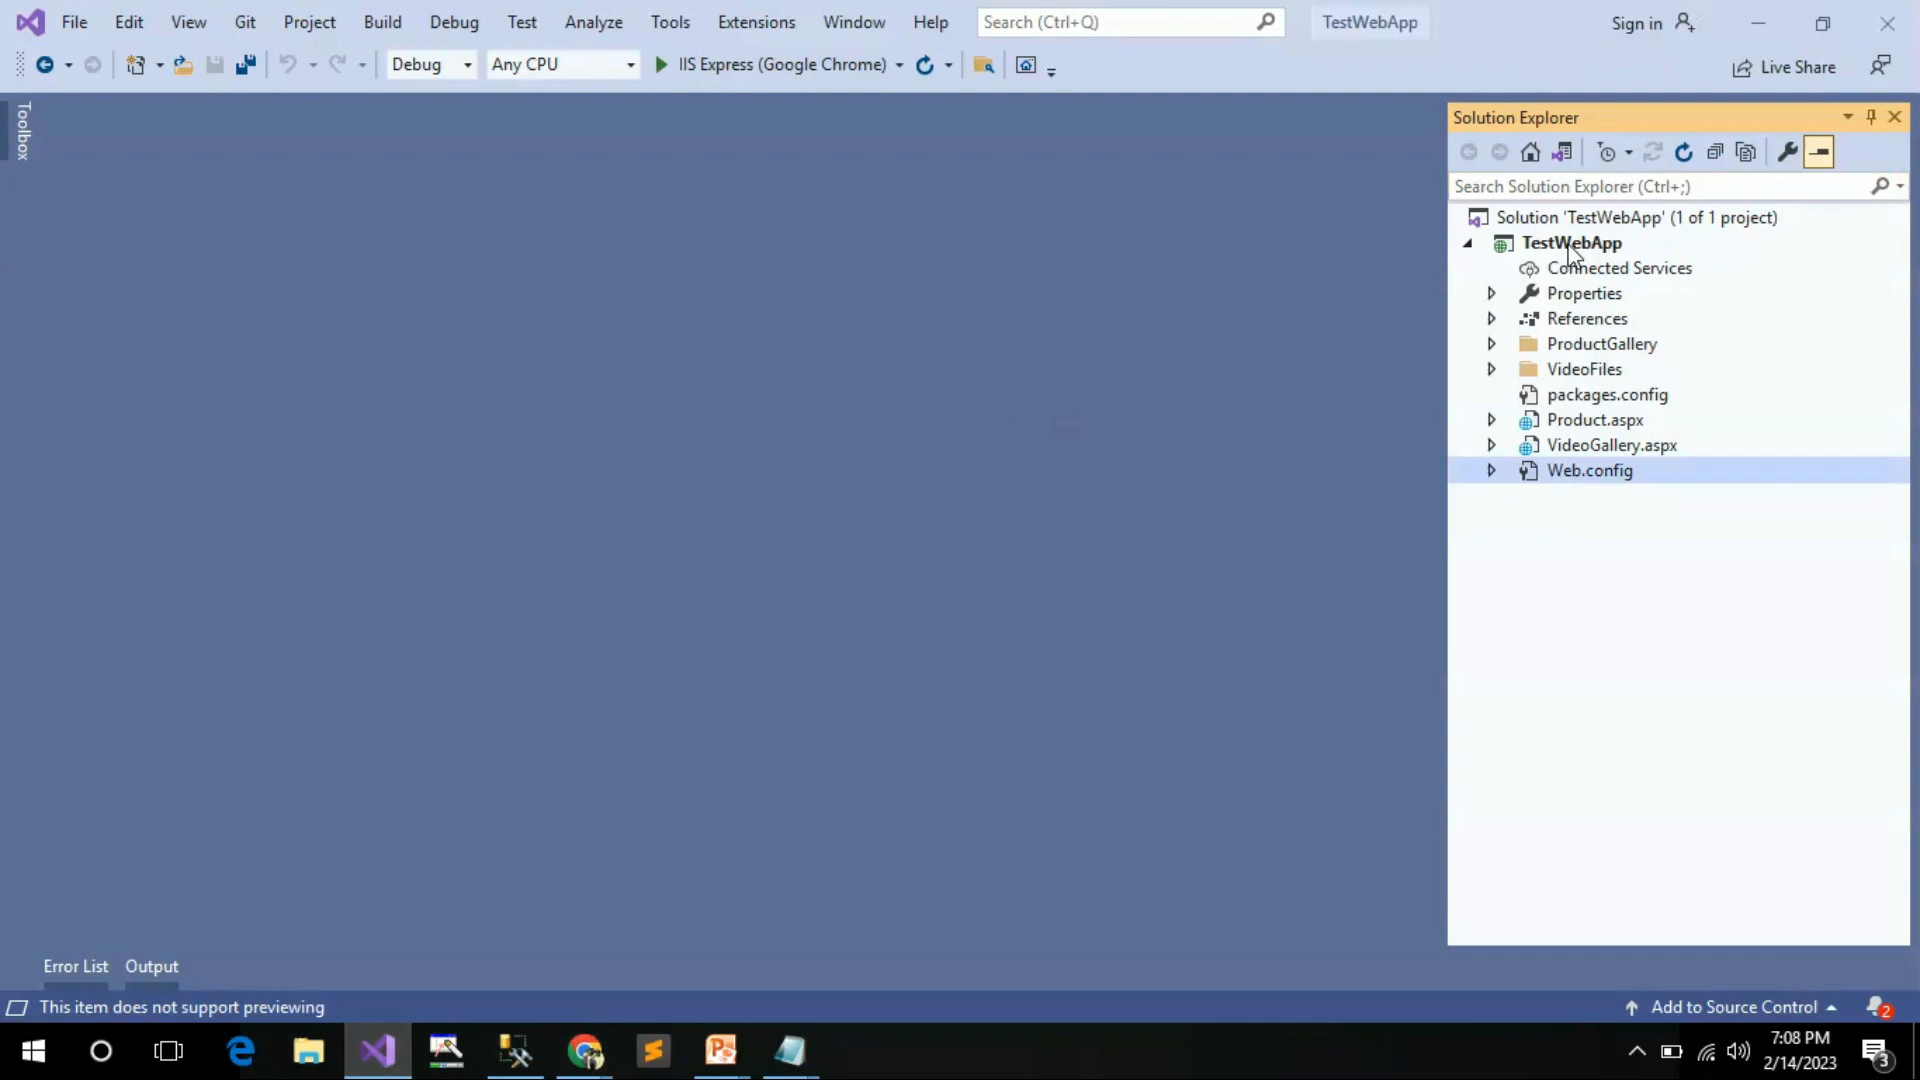 File Edit View Git Project Build Debug Test Analyze Tools Extensions Window Help Search (Ctrl+Q) TestWebApp Sign in
Debug Any CPU IIS Express (Google Chrome) Live Share
Toolbox
Solution Explorer
Search Solution Explorer (Ctrl+;)
Solution 'TestWebApp' (1 of 1 project)
TestWebApp
Connected Services
Properties
References
ProductGallery
VideoFiles
packages.config
Product.aspx
VideoGallery.aspx
Web.config
Error List Output
This item does not support previewing Add to Source Control 2
7:08 PM
2/14/2023 3